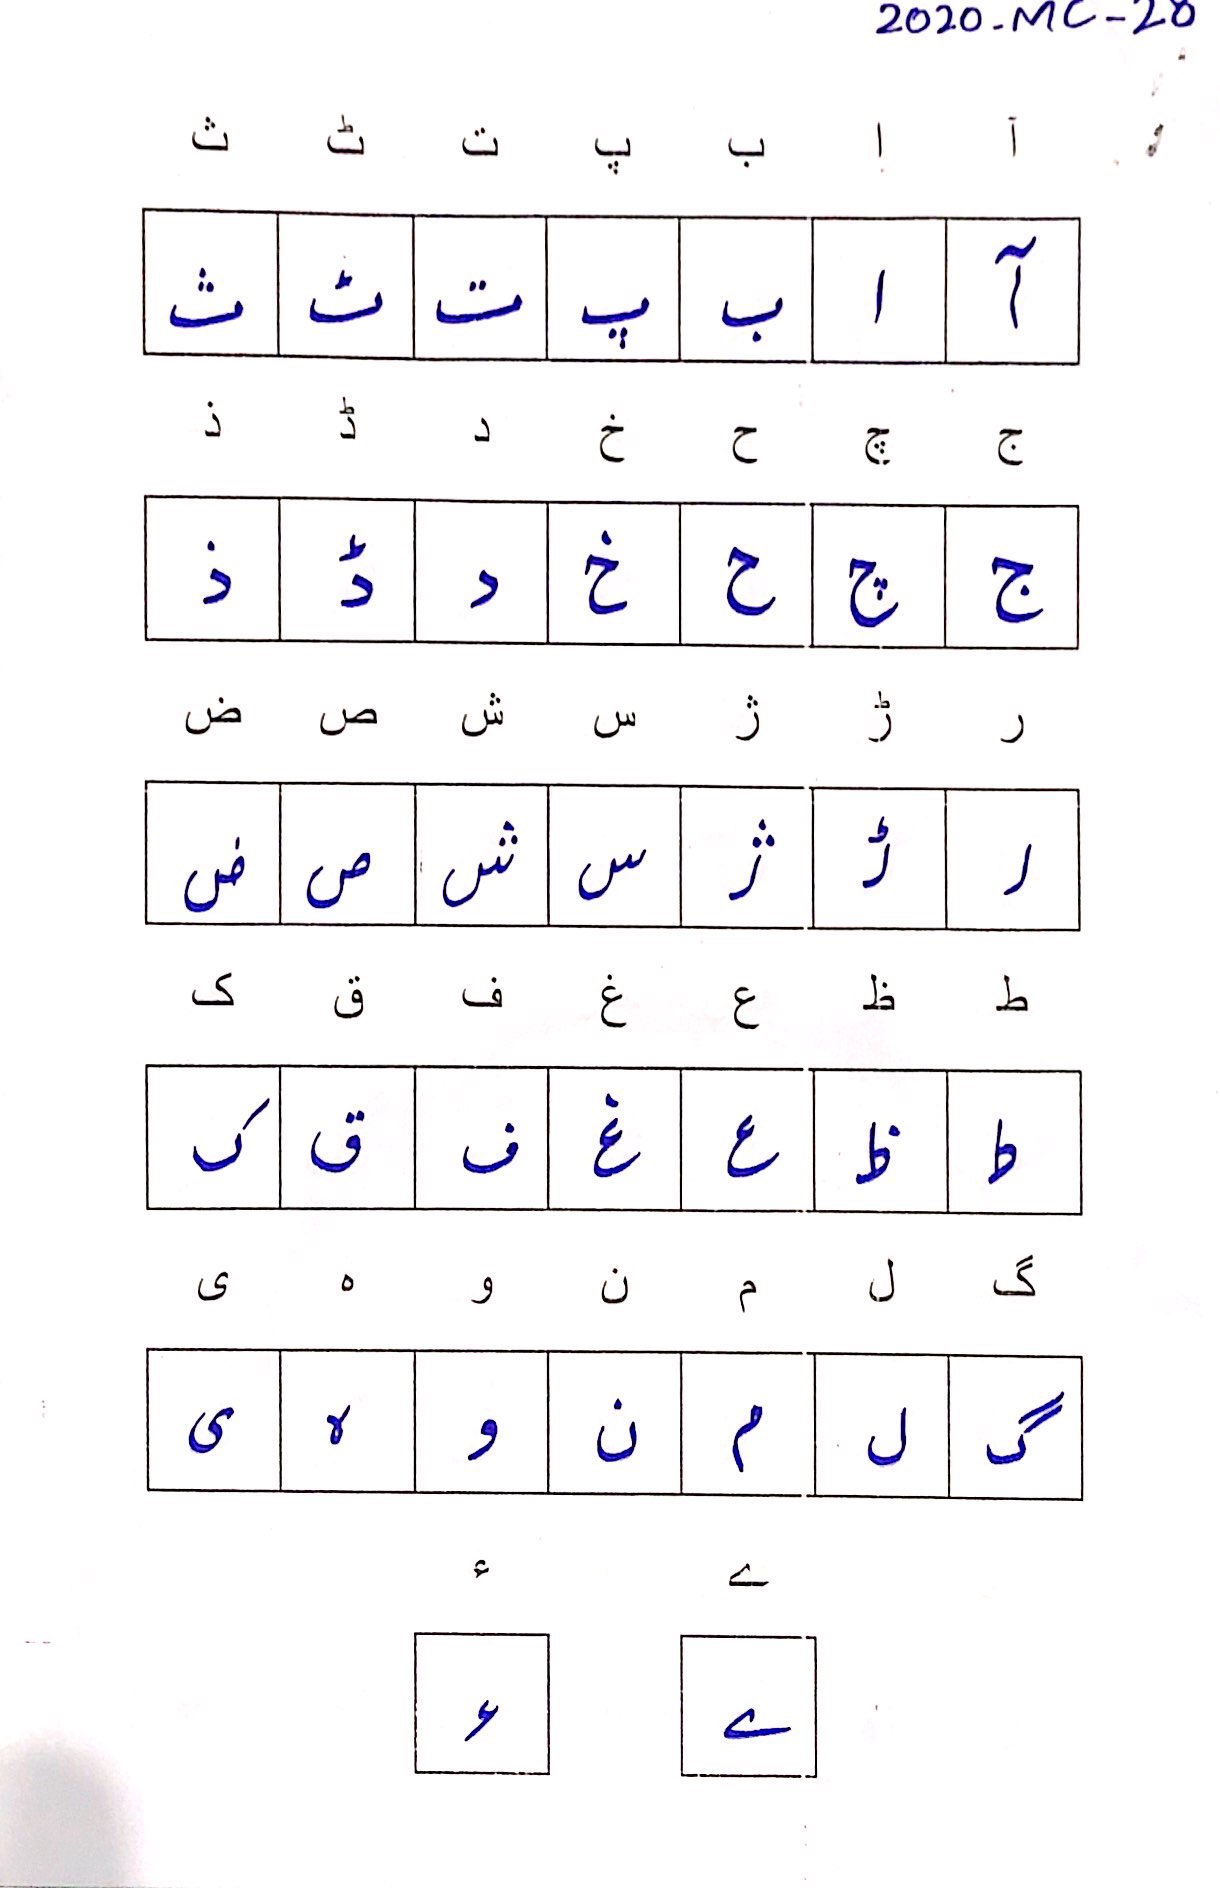 2020-MC-28
آ ا ب پ ت ٹ ث
آ ا ب پ ت ٹ ث
ج چ ح خ د ڈ ذ
ج چ ح خ د ڈ ذ
ر ڑ ژ س ش ص ض
ر ڑ ژ س ش ص ض
ط ظ ع غ ف ق ک
ط ظ ع غ ف ق ک
گ ل م ن و ہ ی
گ ل م ن و ہ ی
ے ء
ے ء